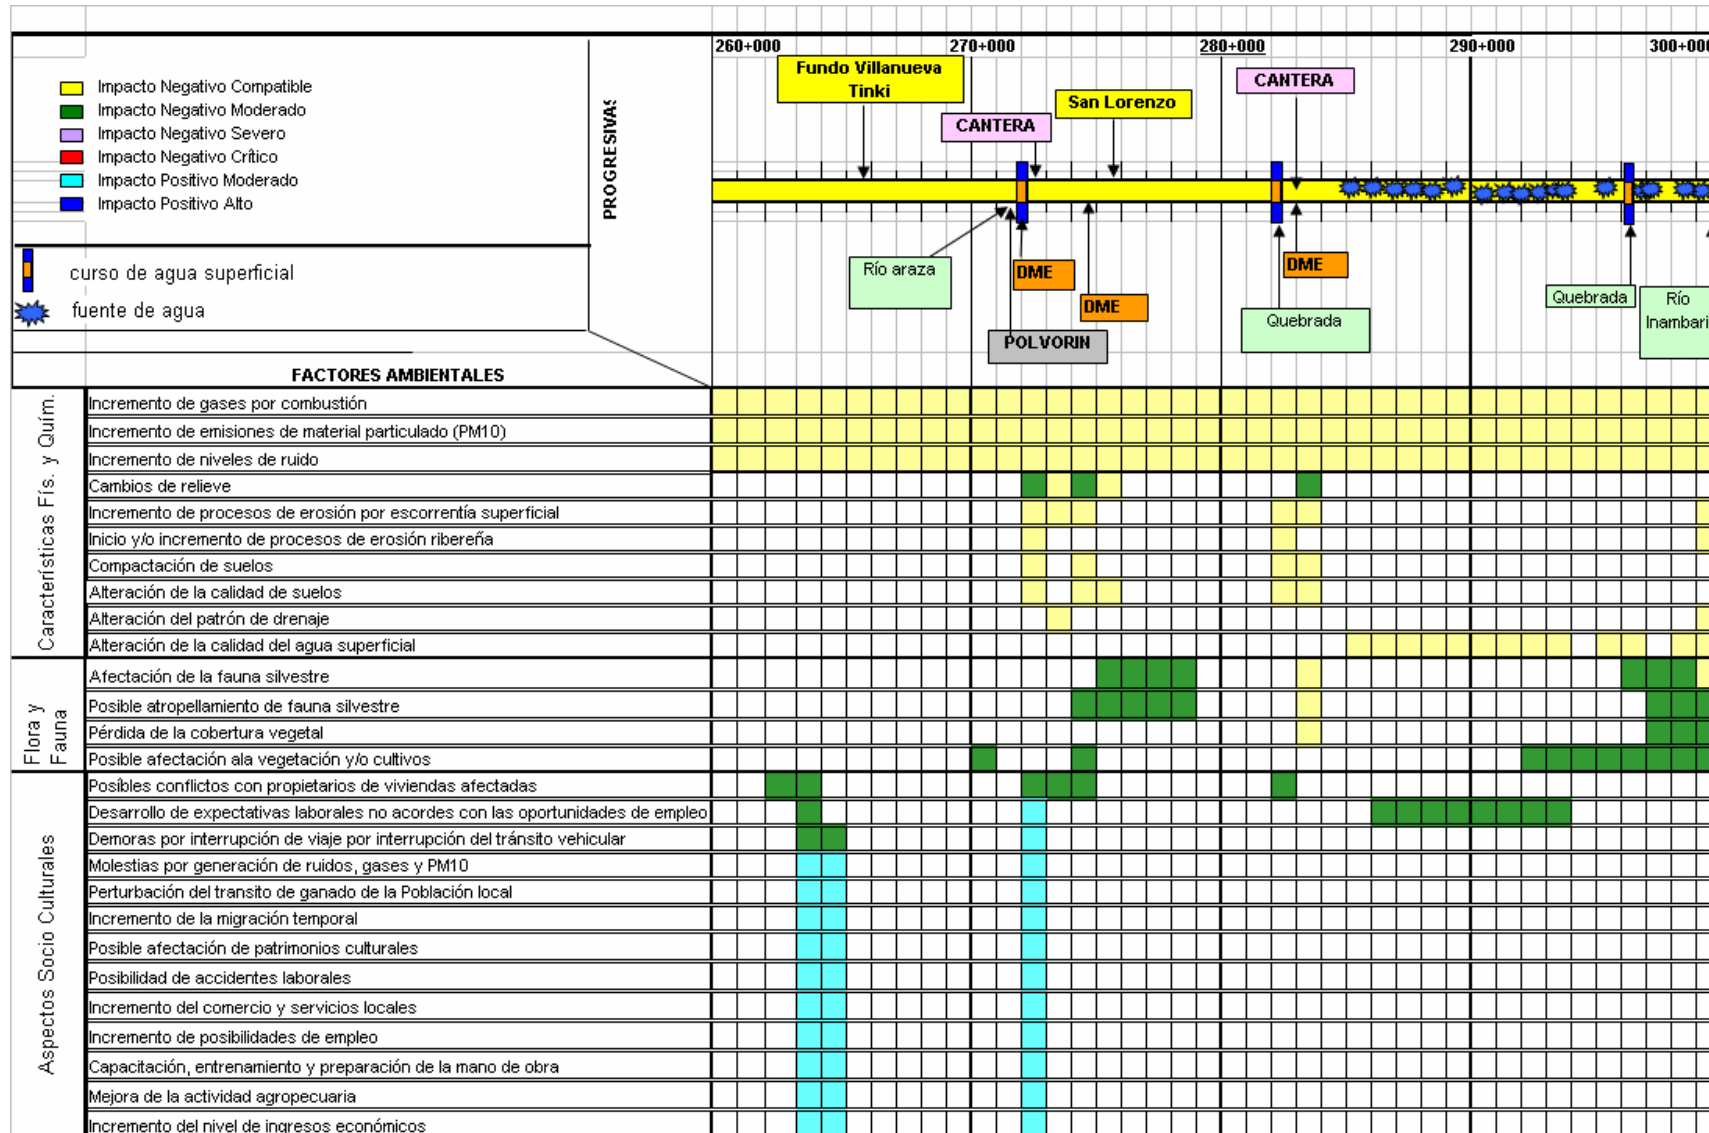 260+000 270+000 280+000 290+000 300+000
Fundo Villanueva
Tinki
CANTERA
San Lorenzo
CANTERA
Impacto Negativo Compatible
Impacto Negativo Moderado
Impacto Negativo Severo
Impacto Negativo Crítico
Impacto Positivo Moderado
Impacto Positivo Alto
PROGRESIVAS
curso de agua superficial
fuente de agua
Río araza
DME
DME
POLVORIN
DME
Quebrada
Quebrada
Río
Inambari
FACTORES AMBIENTALES
Características Fís. y Quím.
Incremento de gases por combustión
Incremento de emisiones de material particulado (PM10)
Incremento de niveles de ruido
Cambios de relieve
Incremento de procesos de erosión por escorrentía superficial
Inicio y/o incremento de procesos de erosión ribereña
Compactación de suelos
Alteración de la calidad de suelos
Alteración del patrón de drenaje
Alteración de la calidad del agua superficial
Flora y
Fauna
Afectación de la fauna silvestre
Posible atropellamiento de fauna silvestre
Pérdida de la cobertura vegetal
Posible afectación ala vegetación y/o cultivos
Aspectos Socio Culturales
Posibles conflictos con propietarios de viviendas afectadas
Desarrollo de expectativas laborales no acordes con las oportunidades de empleo
Demoras por interrupción de viaje por interrupción del tránsito vehicular
Molestias por generación de ruidos, gases y PM10
Perturbación del transito de ganado de la Población local
Incremento de la migración temporal
Posible afectación de patrimonios culturales
Posibilidad de accidentes laborales
Incremento del comercio y servicios locales
Incremento de posibilidades de empleo
Capacitación, entrenamiento y preparación de la mano de obra
Mejora de la actividad agropecuaria
Incremento del nivel de ingresos económicos